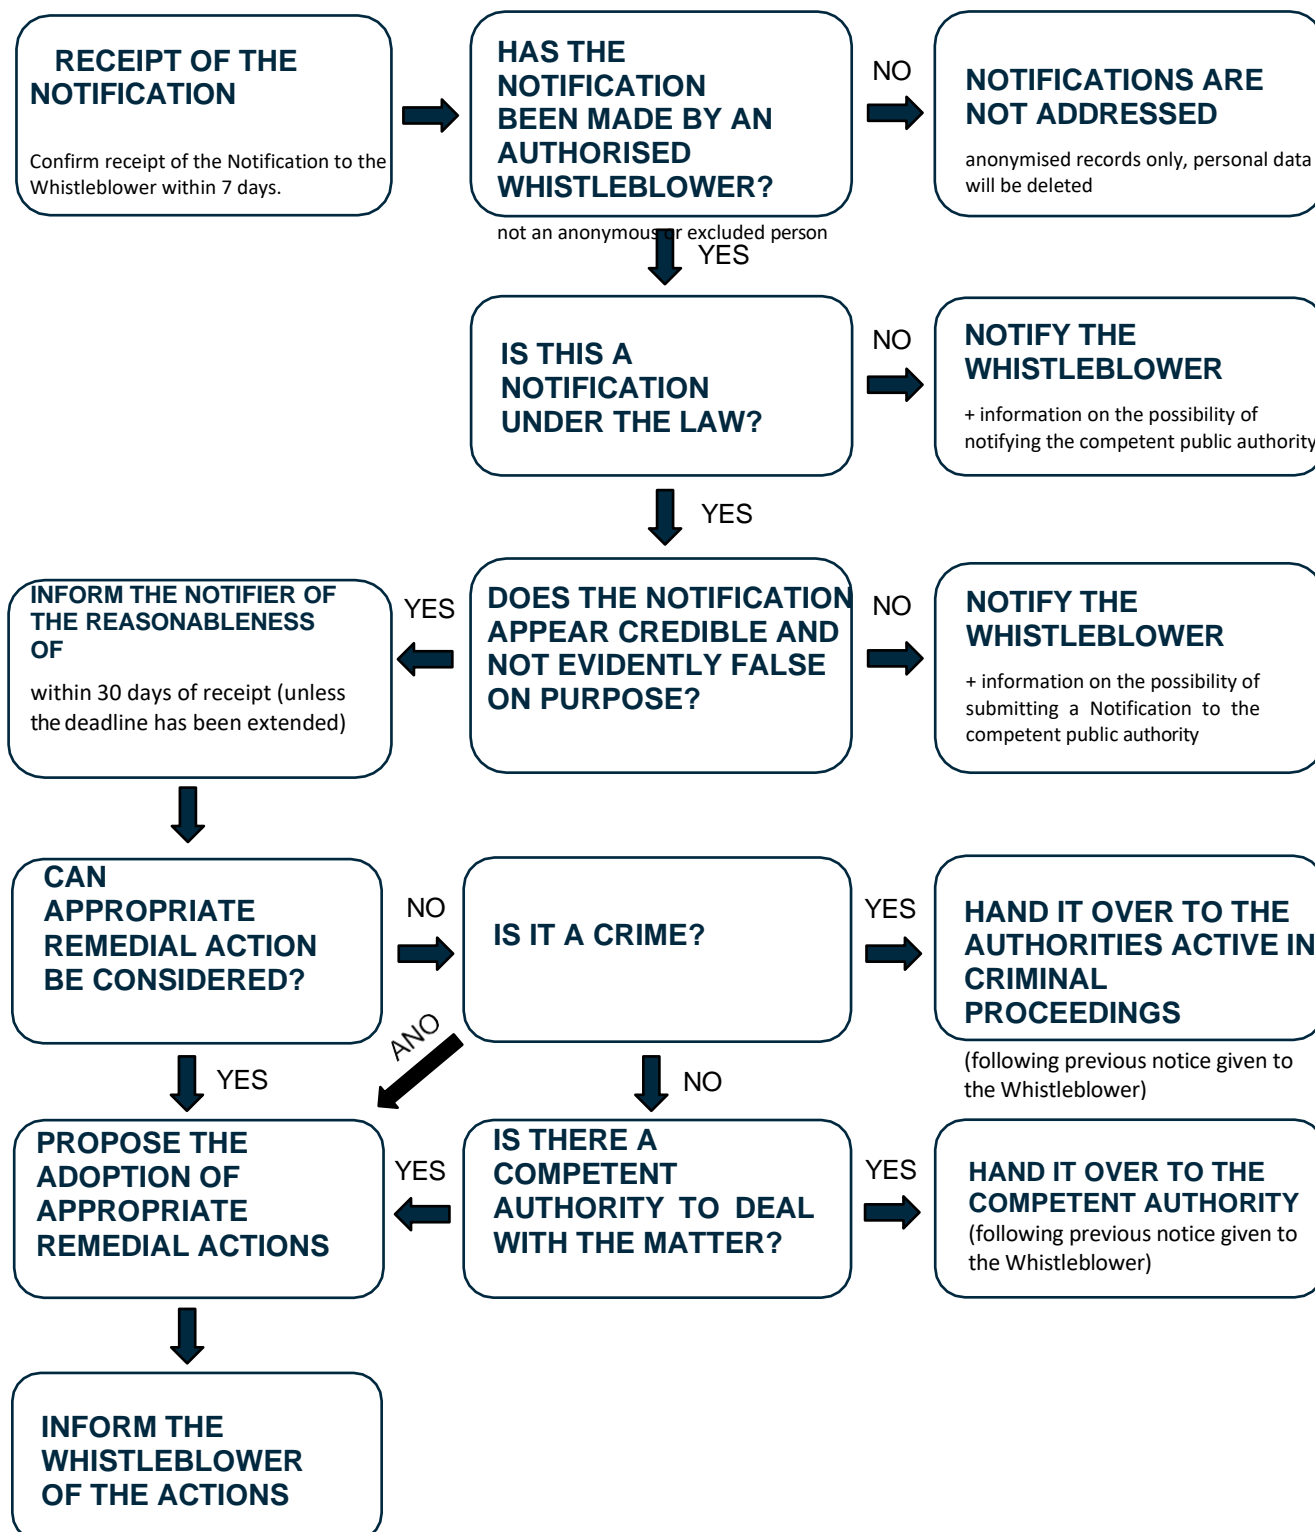 RECEIPT OF THE
NOTIFICATION
Confirm receipt of the Notification to the
Whistleblower within 7 days.
HAS THE
NOTIFICATION
BEEN MADE BY AN
AUTHORISED
WHISTLEBLOWER?
not an anonymous or excluded person
NO
NOTIFICATIONS ARE
NOT ADDRESSED
anonymised records only, personal data
will be deleted
YES
IS THIS A
NOTIFICATION
UNDER THE LAW?
NO
NOTIFY THE
WHISTLEBLOWER
+ information on the possibility of
notifying the competent public authority
YES
INFORM THE NOTIFIER OF
THE REASONABLENESS
OF
within 30 days of receipt (unless
the deadline has been extended)
YES
DOES THE NOTIFICATION
APPEAR CREDIBLE AND
NOT EVIDENTLY FALSE
ON PURPOSE?
NO
NOTIFY THE
WHISTLEBLOWER
+ information on the possibility of
submitting a Notification to the
competent public authority
CAN
APPROPRIATE
REMEDIAL ACTION
BE CONSIDERED?
NO
IS IT A CRIME?
YES
HAND IT OVER TO THE
AUTHORITIES ACTIVE IN
CRIMINAL
PROCEEDINGS
(following previous notice given to
the Whistleblower)
YES
ANO
NO
PROPOSE THE
ADOPTION OF
APPROPRIATE
REMEDIAL ACTIONS
YES
IS THERE A
COMPETENT
AUTHORITY TO DEAL
WITH THE MATTER?
YES
HAND IT OVER TO THE
COMPETENT AUTHORITY
(following previous notice given to
the Whistleblower)
INFORM THE
WHISTLEBLOWER
OF THE ACTIONS